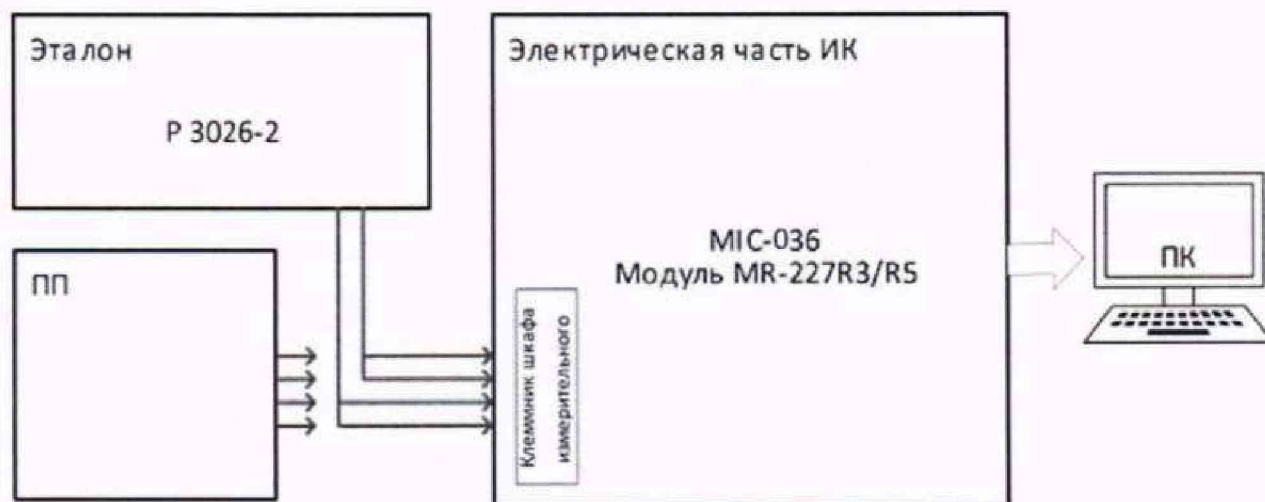 Эталон
Р 3026-2
Электрическая часть ИК
ПП
MIC-036
Модуль MR-227R3/R5
Клеммник шкафа
измерительного
ПК